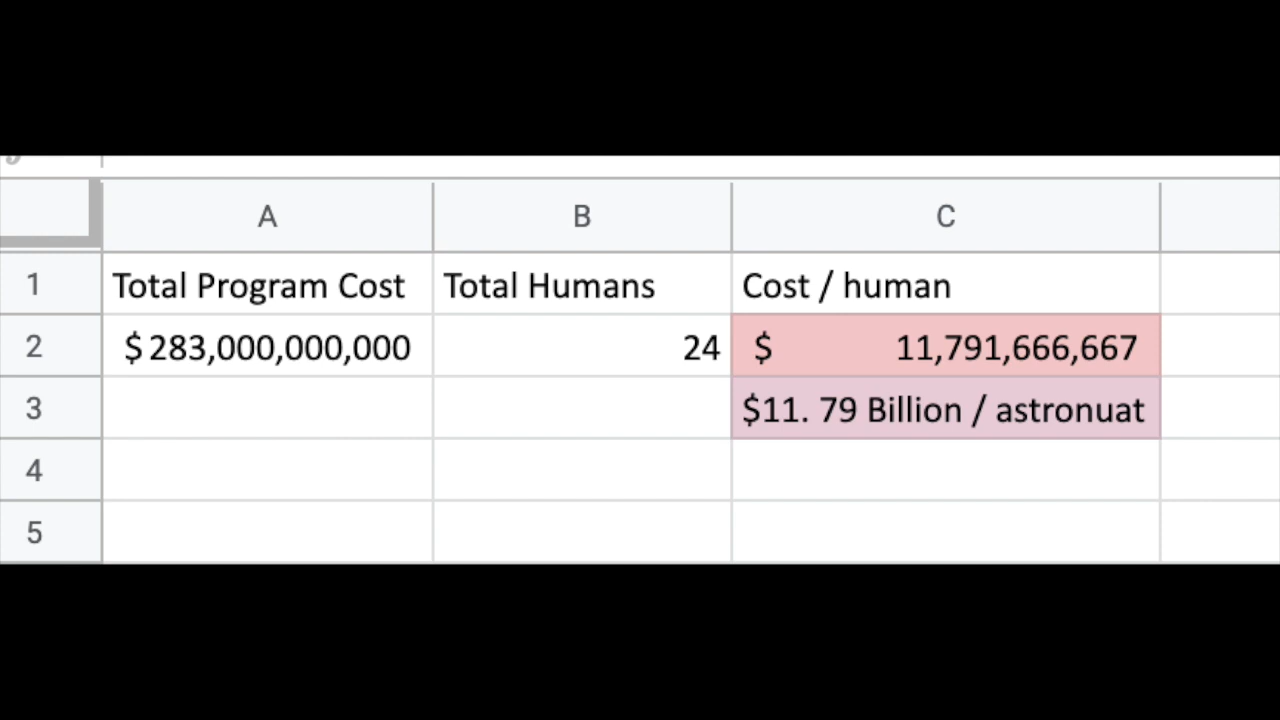 A B C
1 Total Program Cost Total Humans Cost / human
2 $ 283,000,000,000 24 $ 11,791,666,667
3 $11. 79 Billion / astronuat
4
5